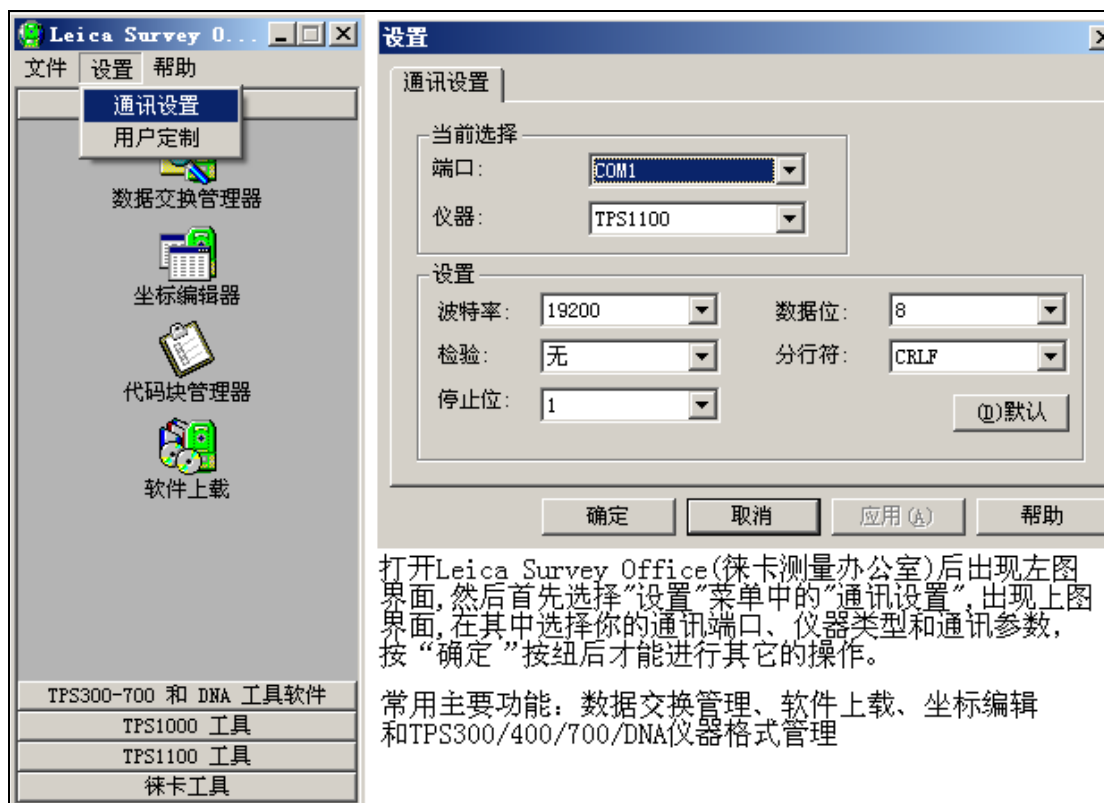 Leica Survey O...
文件 设置 帮助
通讯设置
用户定制
数据交换管理器
坐标编辑器
代码块管理器
软件上载
TPS300-700 和 DNA 工具软件
TPS1000 工具
TPS1100 工具
徕卡工具
设置
通讯设置
当前选择
端口: COM1
仪器: TPS1100
设置
波特率: 19200 数据位: 8
检验: 无 分行符: CRLF
停止位: 1 (D)默认
确定 取消 应用(A) 帮助
打开Leica Survey Office(徕卡测量办公室)后出现左图
界面,然后首先选择"设置"菜单中的"通讯设置",出现上图
界面,在其中选择你的通讯端口、仪器类型和通讯参数,
按“确定 ”按纽后才能进行其它的操作。
常用主要功能: 数据交换管理、软件上载、坐标编辑
和TPS300/400/700/DNA仪器格式管理